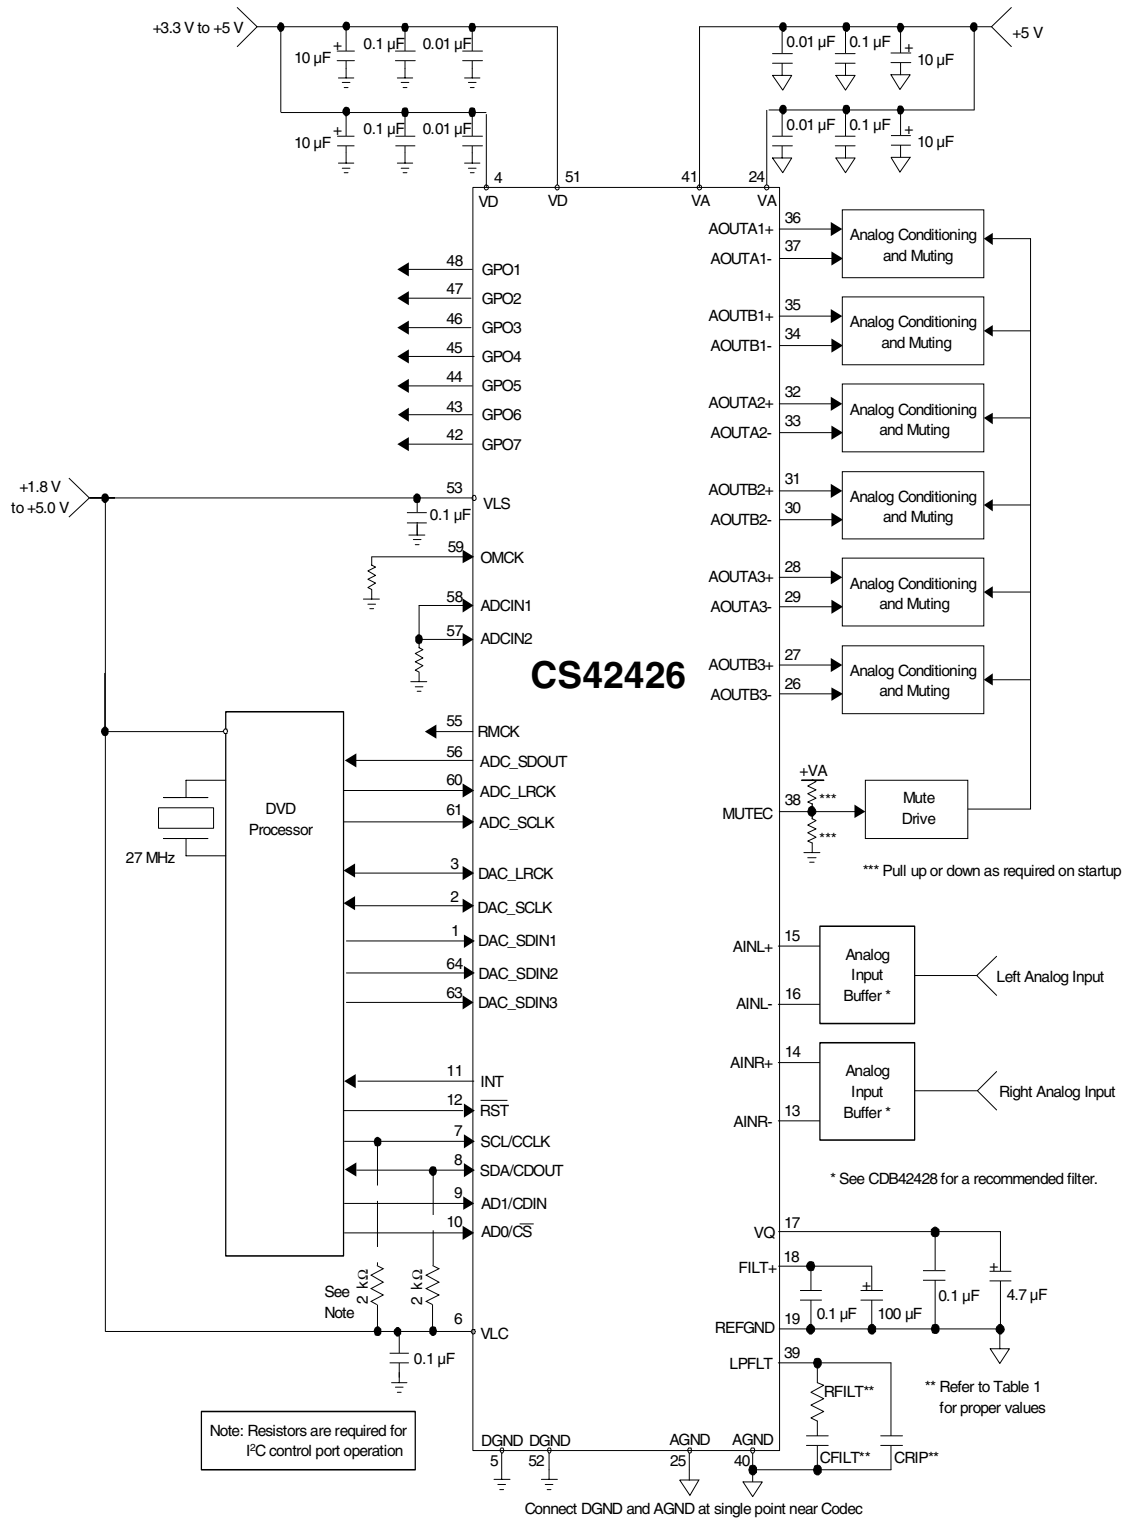 +3.3 V to +5 V
10 µF
+
0.1 µF
0.01 µF
0.01 µF
0.1 µF
+
10 µF
+5 V
10 µF
+
0.1 µF
0.01 µF
0.01 µF
0.1 µF
+
10 µF
4
51
41
24
VD
VD
VA
VA
48
GPO1
47
GPO2
46
GPO3
45
GPO4
44
GPO5
43
GPO6
42
GPO7
+1.8 V
to +5.0 V
53
VLS
0.1 µF
59
OMCK
58
ADCIN1
57
ADCIN2
CS42426
55
RMCK
56
ADC_SDOUT
60
ADC_LRCK
61
ADC_SCLK
3
DAC_LRCK
2
DAC_SCLK
1
DAC_SDIN1
64
DAC_SDIN2
63
DAC_SDIN3
11
INT
12
RST
7
SCL/CCLK
8
SDA/CDOUT
9
AD1/CDIN
10
AD0/CS
DVD
Processor
27 MHz
See
Note
2 kΩ
2 kΩ
6
VLC
0.1 µF
Note: Resistors are required for
I²C control port operation
AOUTA1+
36
AOUTA1-
37
Analog Conditioning
and Muting
AOUTB1+
35
AOUTB1-
34
Analog Conditioning
and Muting
AOUTA2+
32
AOUTA2-
33
Analog Conditioning
and Muting
AOUTB2+
31
AOUTB2-
30
Analog Conditioning
and Muting
AOUTA3+
28
AOUTA3-
29
Analog Conditioning
and Muting
AOUTB3+
27
AOUTB3-
26
Analog Conditioning
and Muting
+VA
***
MUTEC
38
***
Mute
Drive
*** Pull up or down as required on startup
AINL+
15
AINL-
16
Analog
Input
Buffer *
Left Analog Input
AINR+
14
AINR-
13
Analog
Input
Buffer *
Right Analog Input
* See CDB42428 for a recommended filter.
VQ
17
FILT+
18
+
0.1 µF
100 µF
0.1 µF
+
4.7 µF
REFGND
19
LPFLT
39
RFILT**
CFILT**
CRIP**
** Refer to Table 1
for proper values
DGND
DGND
AGND
AGND
5
52
25
40
Connect DGND and AGND at single point near Codec